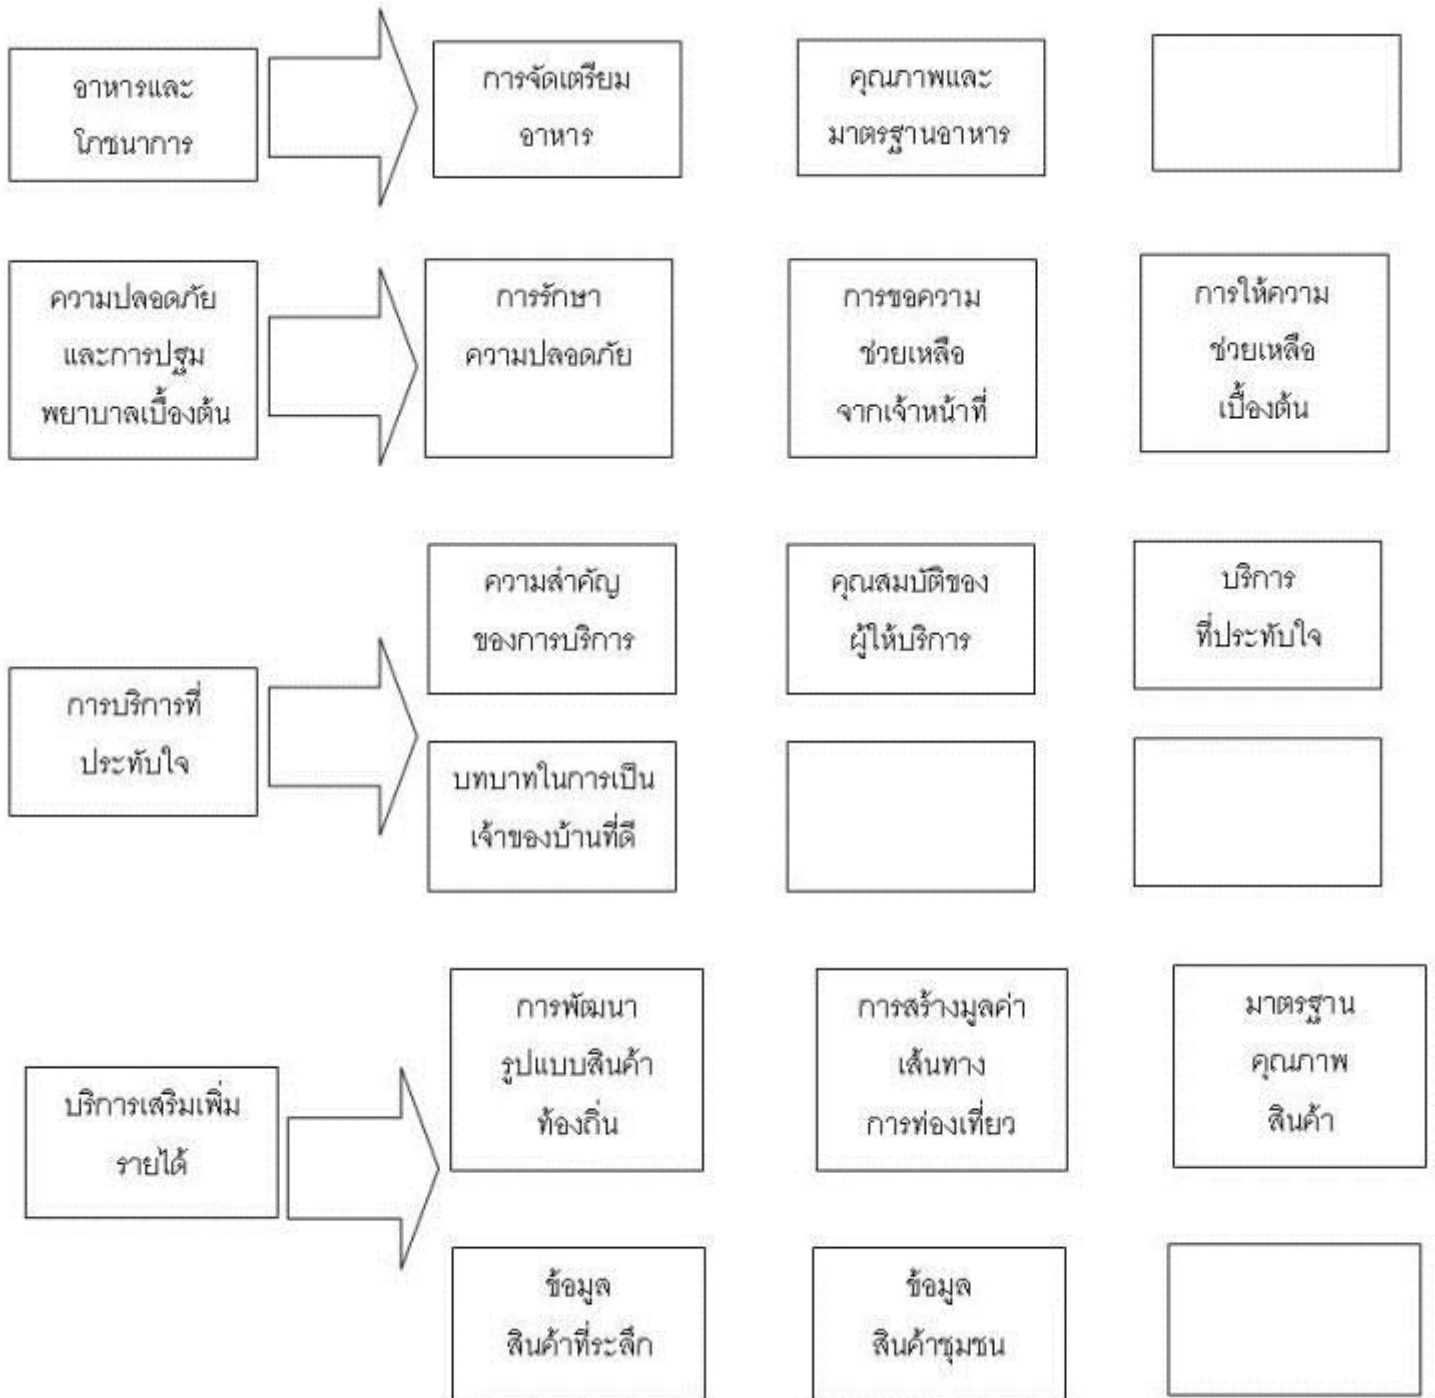 อาหารและ
โภชนาการ
การจัดเตรียม
อาหาร
คุณภาพและ
มาตรฐานอาหาร
ความปลอดภัย
และการปฐม
พยาบาลเบื้องต้น
การรักษา
ความปลอดภัย
การขอความ
ช่วยเหลือ
จากเจ้าหน้าที่
การให้ความ
ช่วยเหลือ
เบื้องต้น
การบริการที่
ประทับใจ
ความสำคัญ
ของการบริการ
คุณสมบัติของ
ผู้ให้บริการ
บริการ
ที่ประทับใจ
บทบาทในการเป็น
เจ้าของบ้านที่ดี
บริการเสริมเพิ่ม
รายได้
การพัฒนา
รูปแบบสินค้า
ท้องถิ่น
การสร้างมูลค่า
เส้นทาง
การท่องเที่ยว
มาตรฐาน
คุณภาพ
สินค้า
ข้อมูล
สินค้าที่ระลึก
ข้อมูล
สินค้าชุมชน